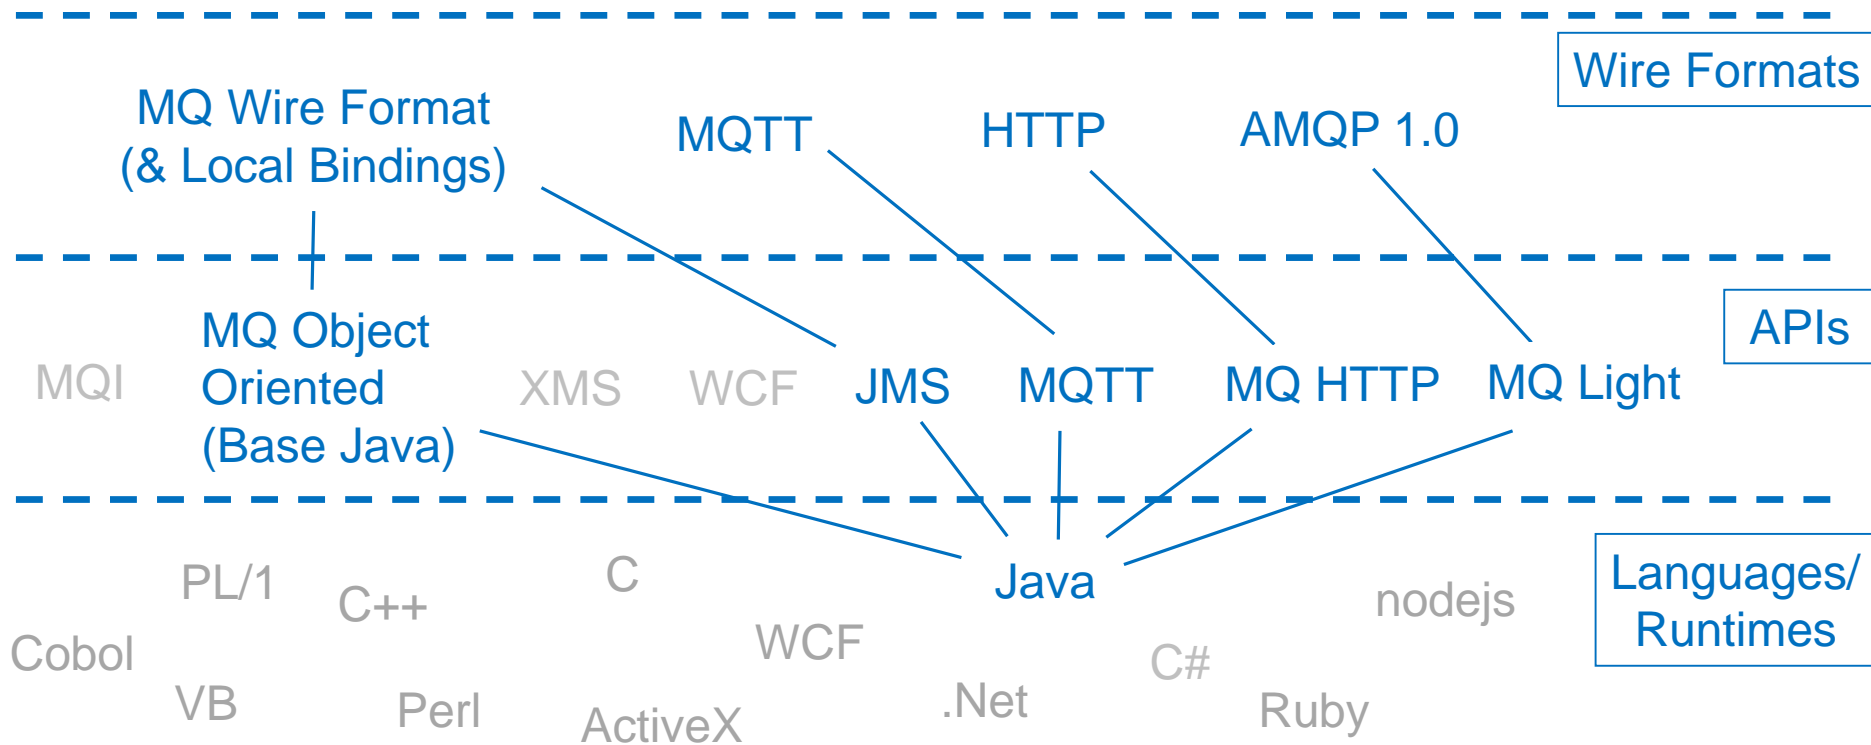 Wire Formats
MQ Wire Format
(& Local Bindings)
MQTT
HTTP
AMQP 1.0
APIs
MQI
MQ Object
Oriented
(Base Java)
XMS
WCF
JMS
MQTT
MQ HTTP
MQ Light
Languages/
Runtimes
PL/1
C++
C
Java
nodejs
Cobol
WCF
C#
VB
Perl
ActiveX
.Net
Ruby